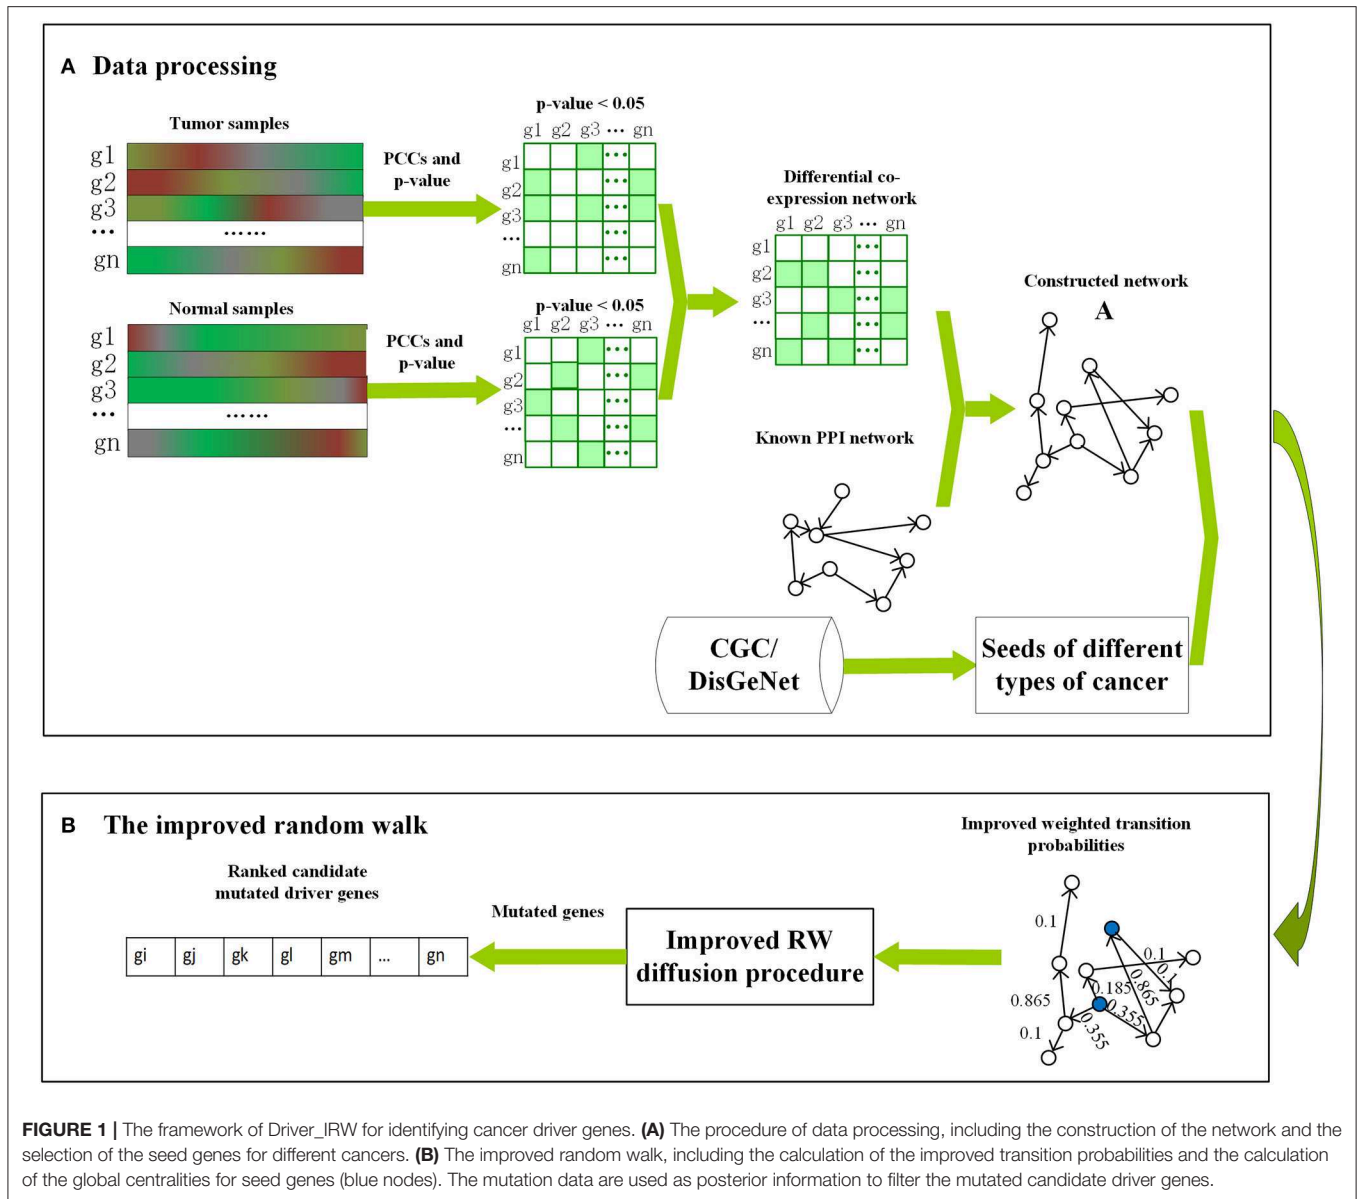 A Data processing
Tumor samples
g1
g2
g3
...
gn
......
PCCs and
p-value
p-value < 0.05
g1 g2 g3 ... gn
g1
g2
g3
...
gn
...
...
...
...
...
Normal samples
g1
g2
g3
...
gn
......
PCCs and
p-value
p-value < 0.05
g1 g2 g3 ... gn
g1
g2
g3
...
gn
...
...
...
...
...
Differential co-
expression network
g1 g2 g3 ... gn
g1
g2
g3
...
gn
...
...
...
...
...
Known PPI network
Constructed network
A
CGC/
DisGeNet
Seeds of different
types of cancer
B The improved random walk
Ranked candidate
mutated driver genes
gi gj gk gl gm ... gn
Mutated genes
Improved RW
diffusion procedure
Improved weighted transition
probabilities
0.1
0.865
0.1
0.355
0.185
0.355
0.865
0.1
0.1
FIGURE 1 | The framework of Driver_IRW for identifying cancer driver genes. (A) The procedure of data processing, including the construction of the network and the
selection of the seed genes for different cancers. (B) The improved random walk, including the calculation of the improved transition probabilities and the calculation
of the global centralities for seed genes (blue nodes). The mutation data are used as posterior information to filter the mutated candidate driver genes.